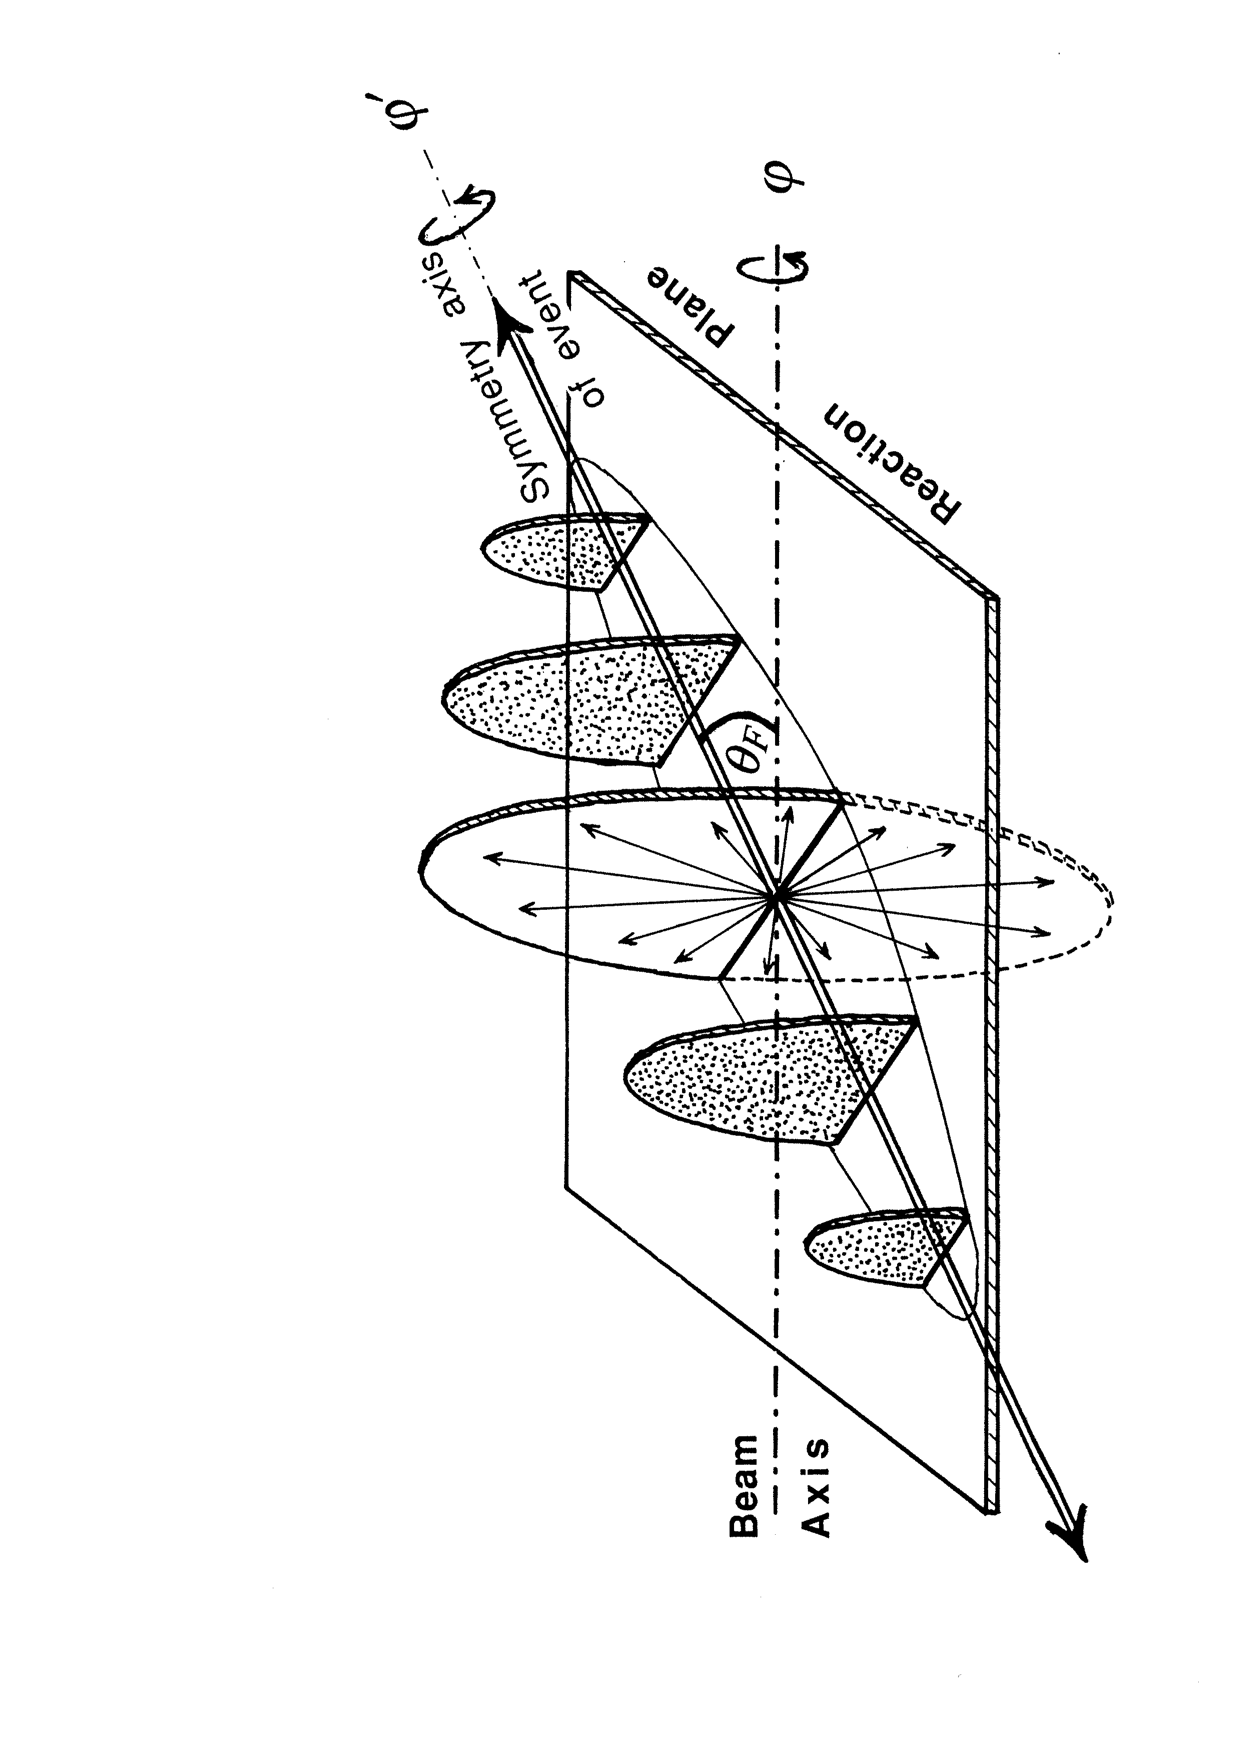 φ'
φ
Symmetry axis
of event
Reaction
Plane
θF
Beam
Axis